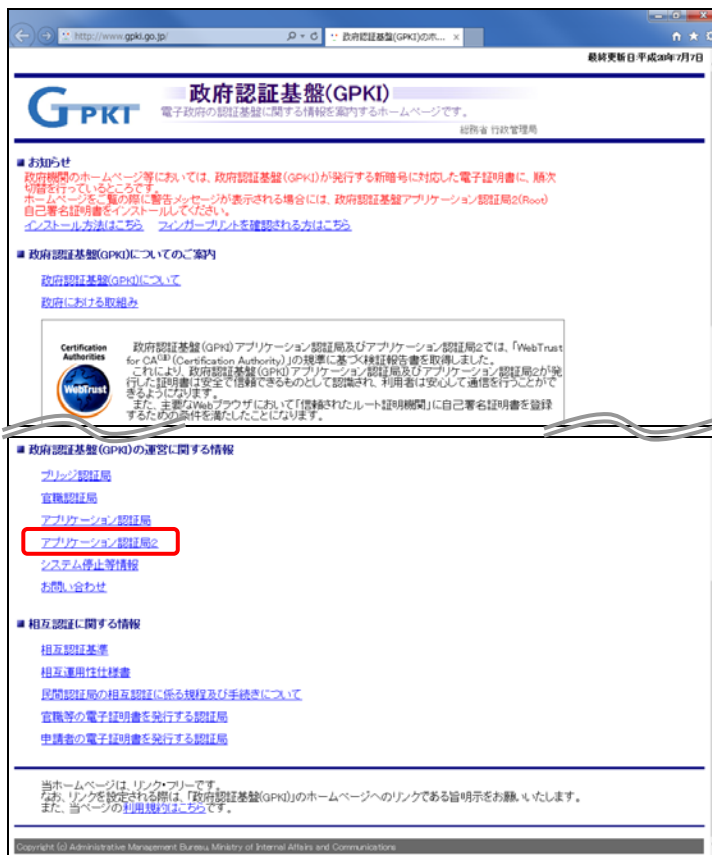 http://www.gpki.go.jp/
政府認証基盤(GPKI)のホ... ×
最終更新日:平成28年7月7日
GPKI
政府認証基盤(GPKI)
電子政府の認証基盤に関する情報を案内するホームページです。
総務省 行政管理局
■ お知らせ
政府機関のホームページ等においては、政府認証基盤(GPKI)が発行する新暗号に対応した電子証明書に、順次
切替を行っているところです。
ホームページをご覧の際に警告メッセージが表示される場合には、政府認証基盤アプリケーション認証局2(Root)
自己署名証明書をインストールしてください。
インストール方法はこちら フィンガープリントを確認される方はこちら
■ 政府認証基盤(GPKI)についてのご案内
政府認証基盤(GPKI)について
政府における取組み
Certification
Authorities
WebTrust
政府認証基盤(GPKI)アプリケーション認証局及びアプリケーション認証局2では、「WebTrust
for CA(注)(Certification Authority)」の規準に基づく検証報告書を取得しました。
これにより、政府認証基盤(GPKI)アプリケーション認証局及びアプリケーション認証局2が発
行した証明書は安全で信頼できるものとして認識され、利用者は安心して通信を行うことがで
きるようになります。
また、主要なWebブラウザにおいて「信頼されたルート証明機関」に自己署名証明書を登録
するための条件を満たしたことになります。
■ 政府認証基盤(GPKI)の運営に関する情報
ブリッジ認証局
官職認証局
アプリケーション認証局
アプリケーション認証局2
システム停止等情報
お問い合わせ
■ 相互認証に関する情報
相互認証基準
相互運用性仕様書
民間認証局の相互認証に係る規程及び手続きについて
官職等の電子証明書を発行する認証局
申請者の電子証明書を発行する認証局
当ホームページは、リンク・フリーです。
なお、リンクを設定される際は、「政府認証基盤(GPKI)」のホームページへのリンクである旨明示をお願いいたします。
また、当ページの利用規約はこちらです。
Copyright (c) Administrative Management Bureau, Ministry of Internal Affairs and Communications